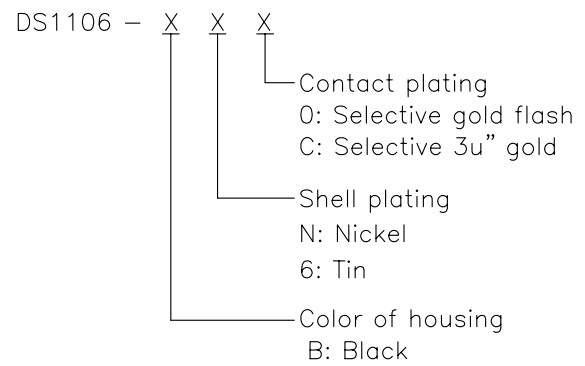 DS1106 - X X X
Contact plating
0: Selective gold flash
C: Selective 3u” gold
Shell plating
N: Nickel
6: Tin
Color of housing
B: Black